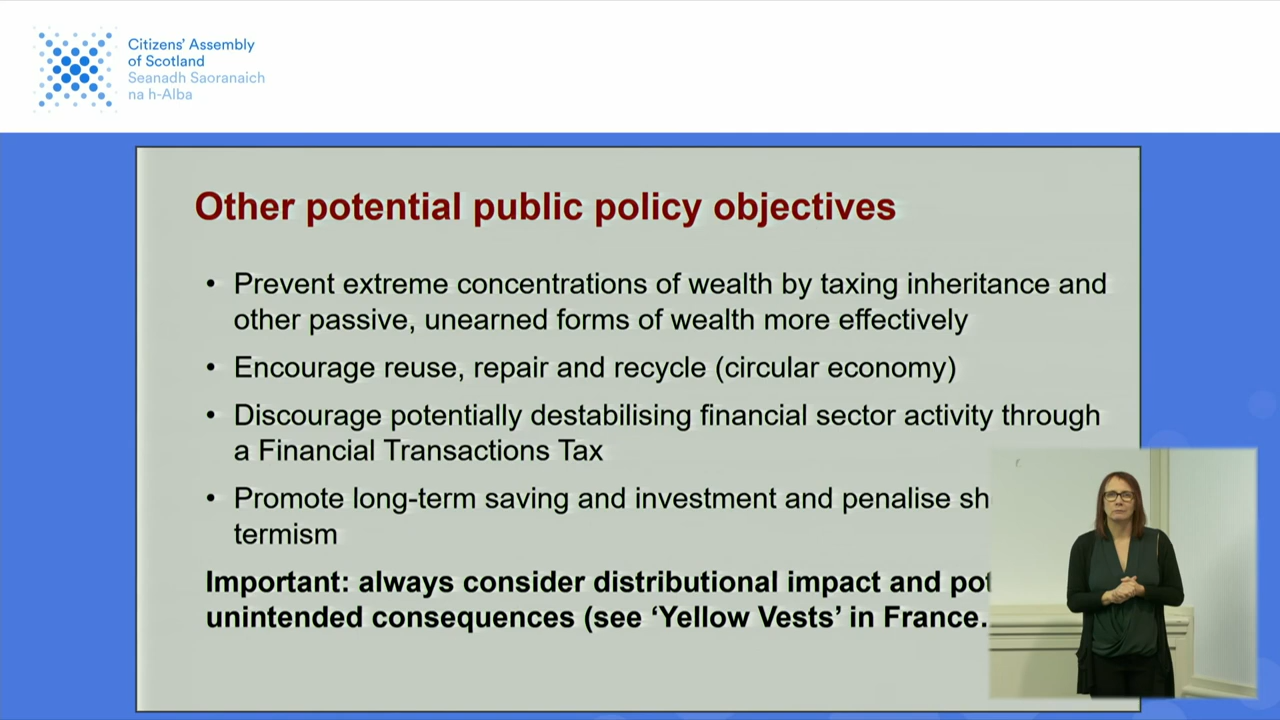 Citizens’ Assembly
of Scotland
Seanadh Saoranaich
na h-Alba
Other potential public policy objectives
• Prevent extreme concentrations of wealth by taxing inheritance and
other passive, unearned forms of wealth more effectively
• Encourage reuse, repair and recycle (circular economy)
• Discourage potentially destabilising financial sector activity through
a Financial Transactions Tax
• Promote long-term saving and investment and penalise sh
termism
Important: always consider distributional impact and pot
unintended consequences (see ‘Yellow Vests’ in France.